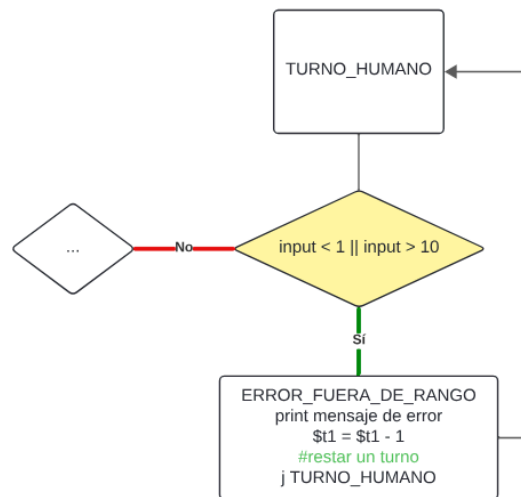 TURNO_HUMANO
...
No
input < 1 || input > 10
Sí
ERROR_FUERA_DE_RANGO
print mensaje de error
$t1 = $t1 - 1
#restar un turno
j TURNO_HUMANO